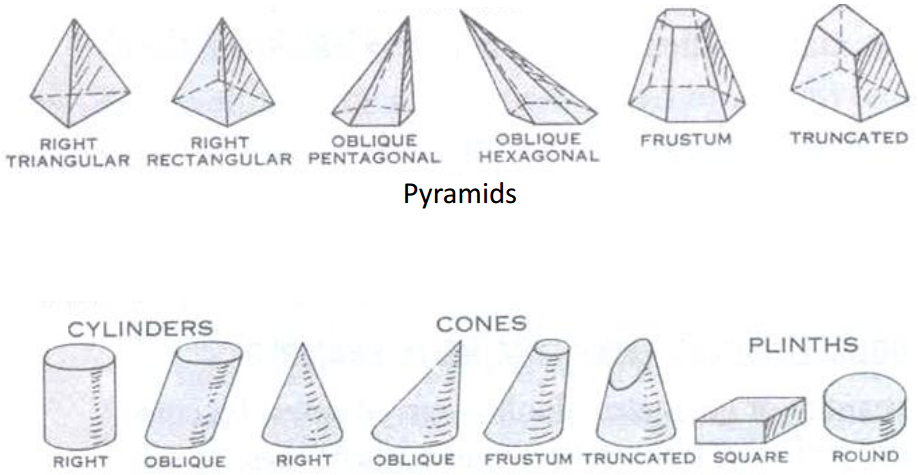 RIGHT
TRIANGULAR
RIGHT
RECTANGULAR
OBLIQUE
PENTAGONAL
OBLIQUE
HEXAGONAL
FRUSTUM
TRUNCATED
Pyramids
CYLINDERS
CONES
PLINTHS
RIGHT
OBLIQUE
RIGHT
OBLIQUE
FRUSTUM
TRUNCATED
SQUARE
ROUND